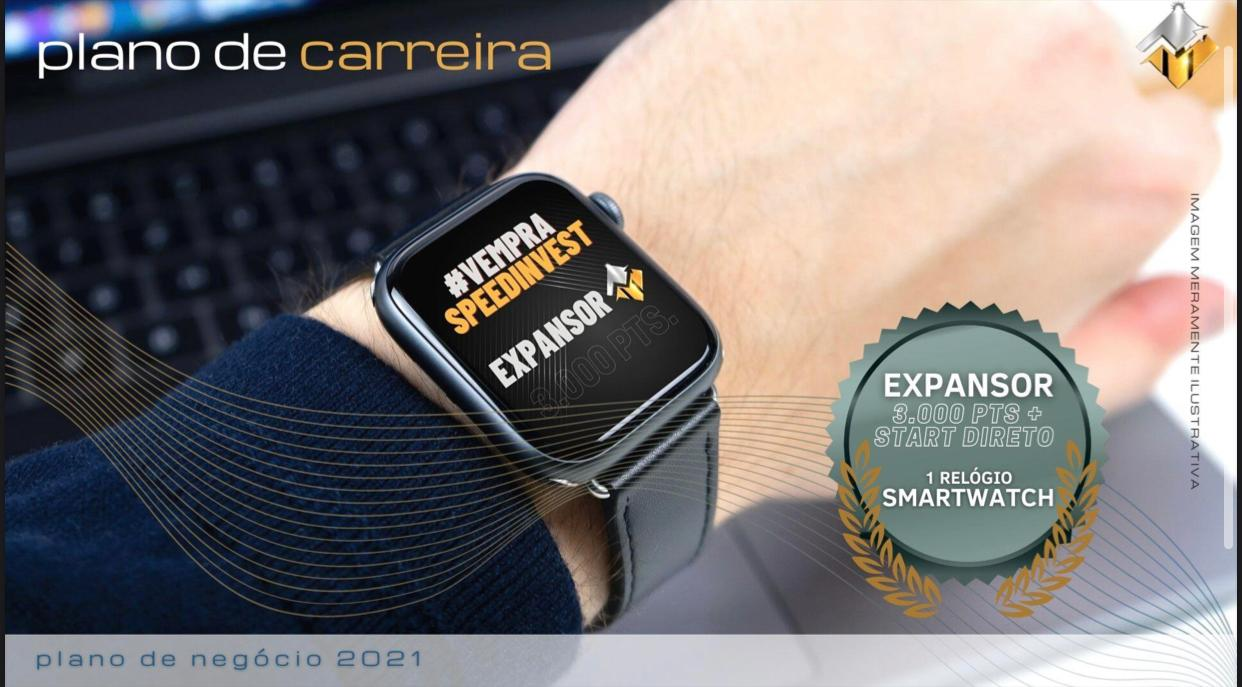 plano de carreira
#VEMPRA
SPEEDINVEST
EXPANSOR
3.000 PTS.
EXPANSOR
3.000 PTS +
START DIRETO
1 RELÓGIO
SMARTWATCH
IMAGEM MERAMENTE ILUSTRATIVA
plano de negócio 2021